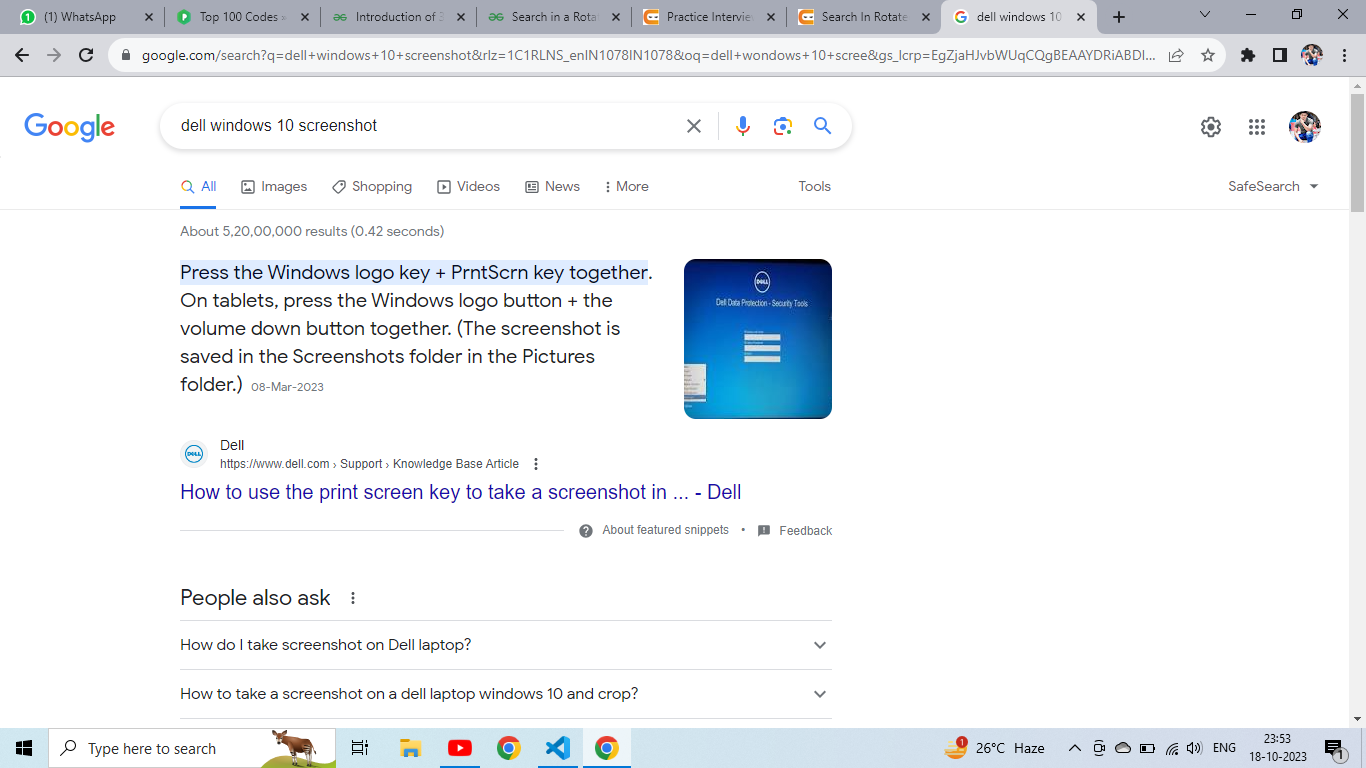 (1) WhatsApp
Top 100 Codes »
Introduction of
Search in a Rota
Practice Intervie
Search In Rotate
dell windows 10
google.com/search?q=dell+windows+10+screenshot&rlz=1C1RLNS_enIN1078IN1078&oq=dell+wondows+10+scree&gs_lcrp=EgZjaHJvbWUqCQgBEAAYDRiABDI...
Google
dell windows 10 screenshot
All
Images
Shopping
Videos
News
More
Tools
SafeSearch
About 5,20,00,000 results (0.42 seconds)
Press the Windows logo key + PrntScrn key together.
On tablets, press the Windows logo button + the
volume down button together. (The screenshot is
saved in the Screenshots folder in the Pictures
folder.) 08-Mar-2023
DELL
Dell Data Protection - Security Tools
DELL
Dell
https://www.dell.com › Support › Knowledge Base Article
How to use the print screen key to take a screenshot in ... - Dell
About featured snippets • Feedback
People also ask
How do I take screenshot on Dell laptop?
How to take a screenshot on a dell laptop windows 10 and crop?
Type here to search
1
26°C Haze
ENG
23:53
18-10-2023
1